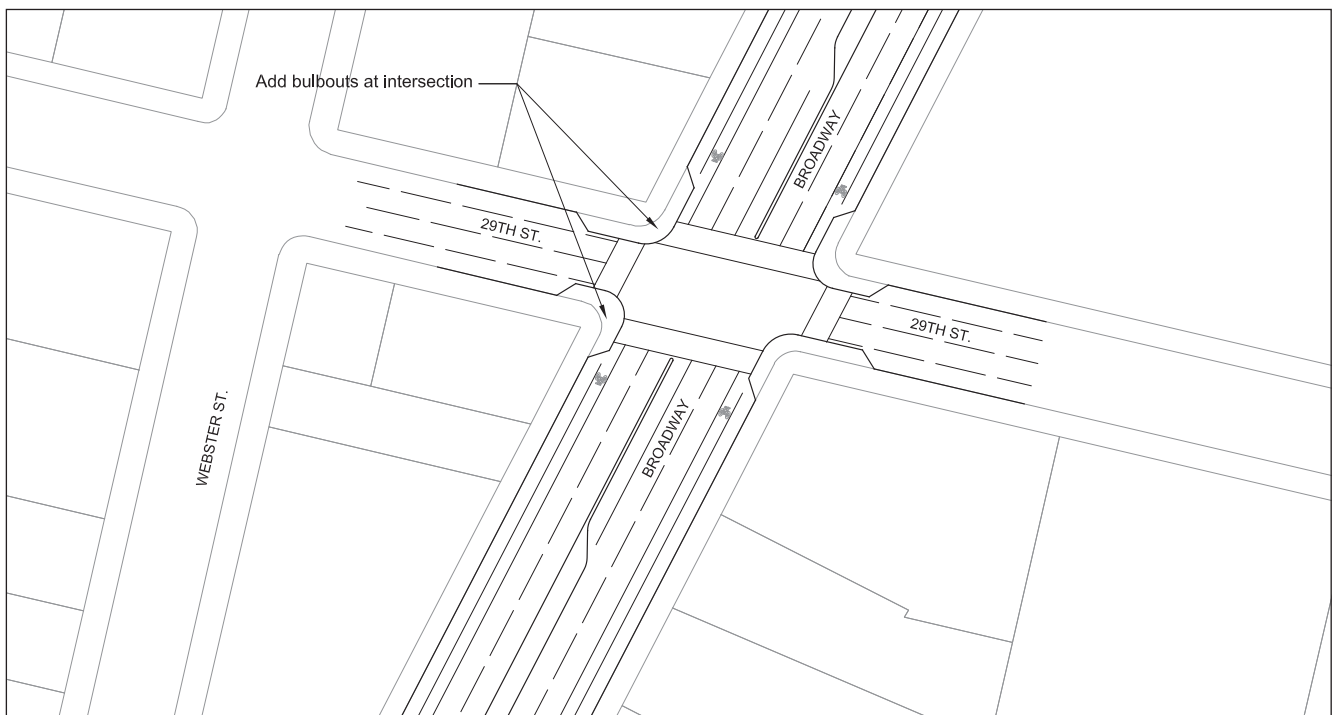 Add bulbouts at intersection
BROADWAY
29TH ST.
29TH ST.
WEBSTER ST.
BROADWAY